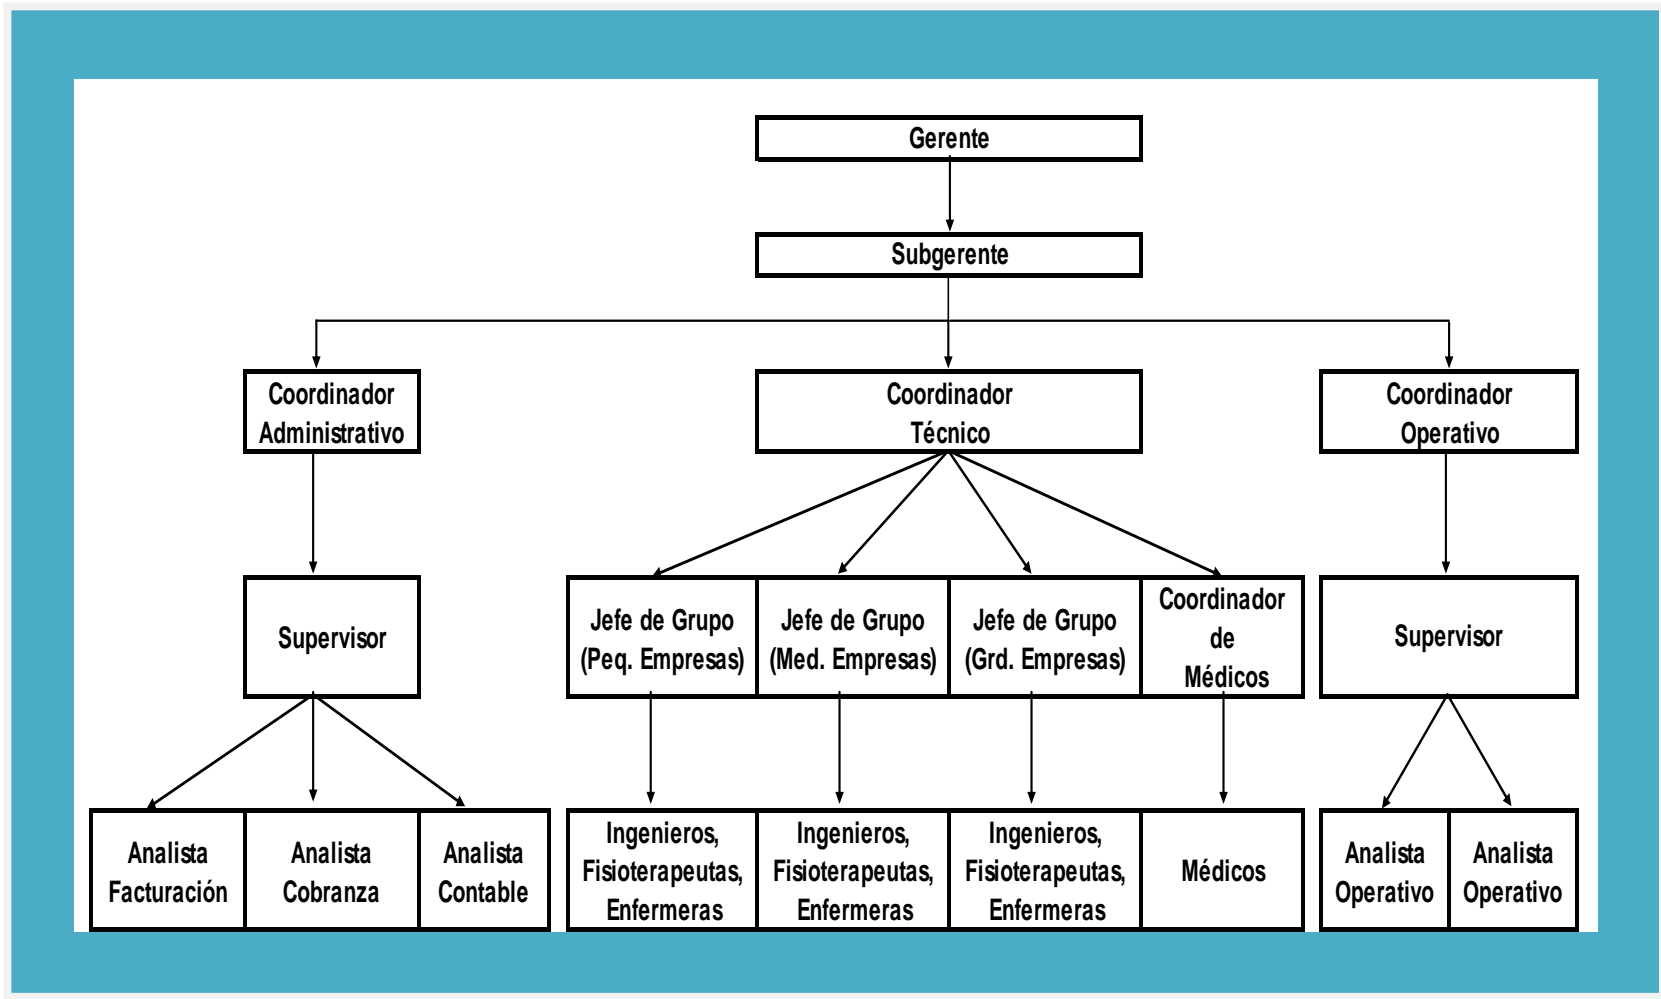 Gerente
Subgerente
Coordinador
Administrativo
Coordinador
Técnico
Coordinador
Operativo
Supervisor
Jefe de Grupo
(Peq. Empresas)
Jefe de Grupo
(Med. Empresas)
Jefe de Grupo
(Grd. Empresas)
Coordinador
de
Médicos
Supervisor
Analista
Facturación
Analista
Cobranza
Analista
Contable
Ingenieros,
Fisioterapeutas,
Enfermeras
Ingenieros,
Fisioterapeutas,
Enfermeras
Ingenieros,
Fisioterapeutas,
Enfermeras
Médicos
Analista
Operativo
Analista
Operativo